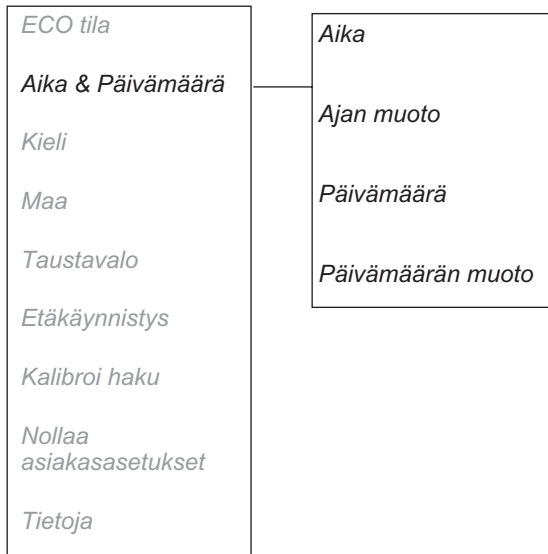 ECO tila
Aika & Päivämäärä
Kieli
Maa
Taustavalo
Etäkäynnistys
Kalibroi haku
Nollaa
asiakasasetukset
Tietoja
Aika
Ajan muoto
Päivämäärä
Päivämäärän muoto